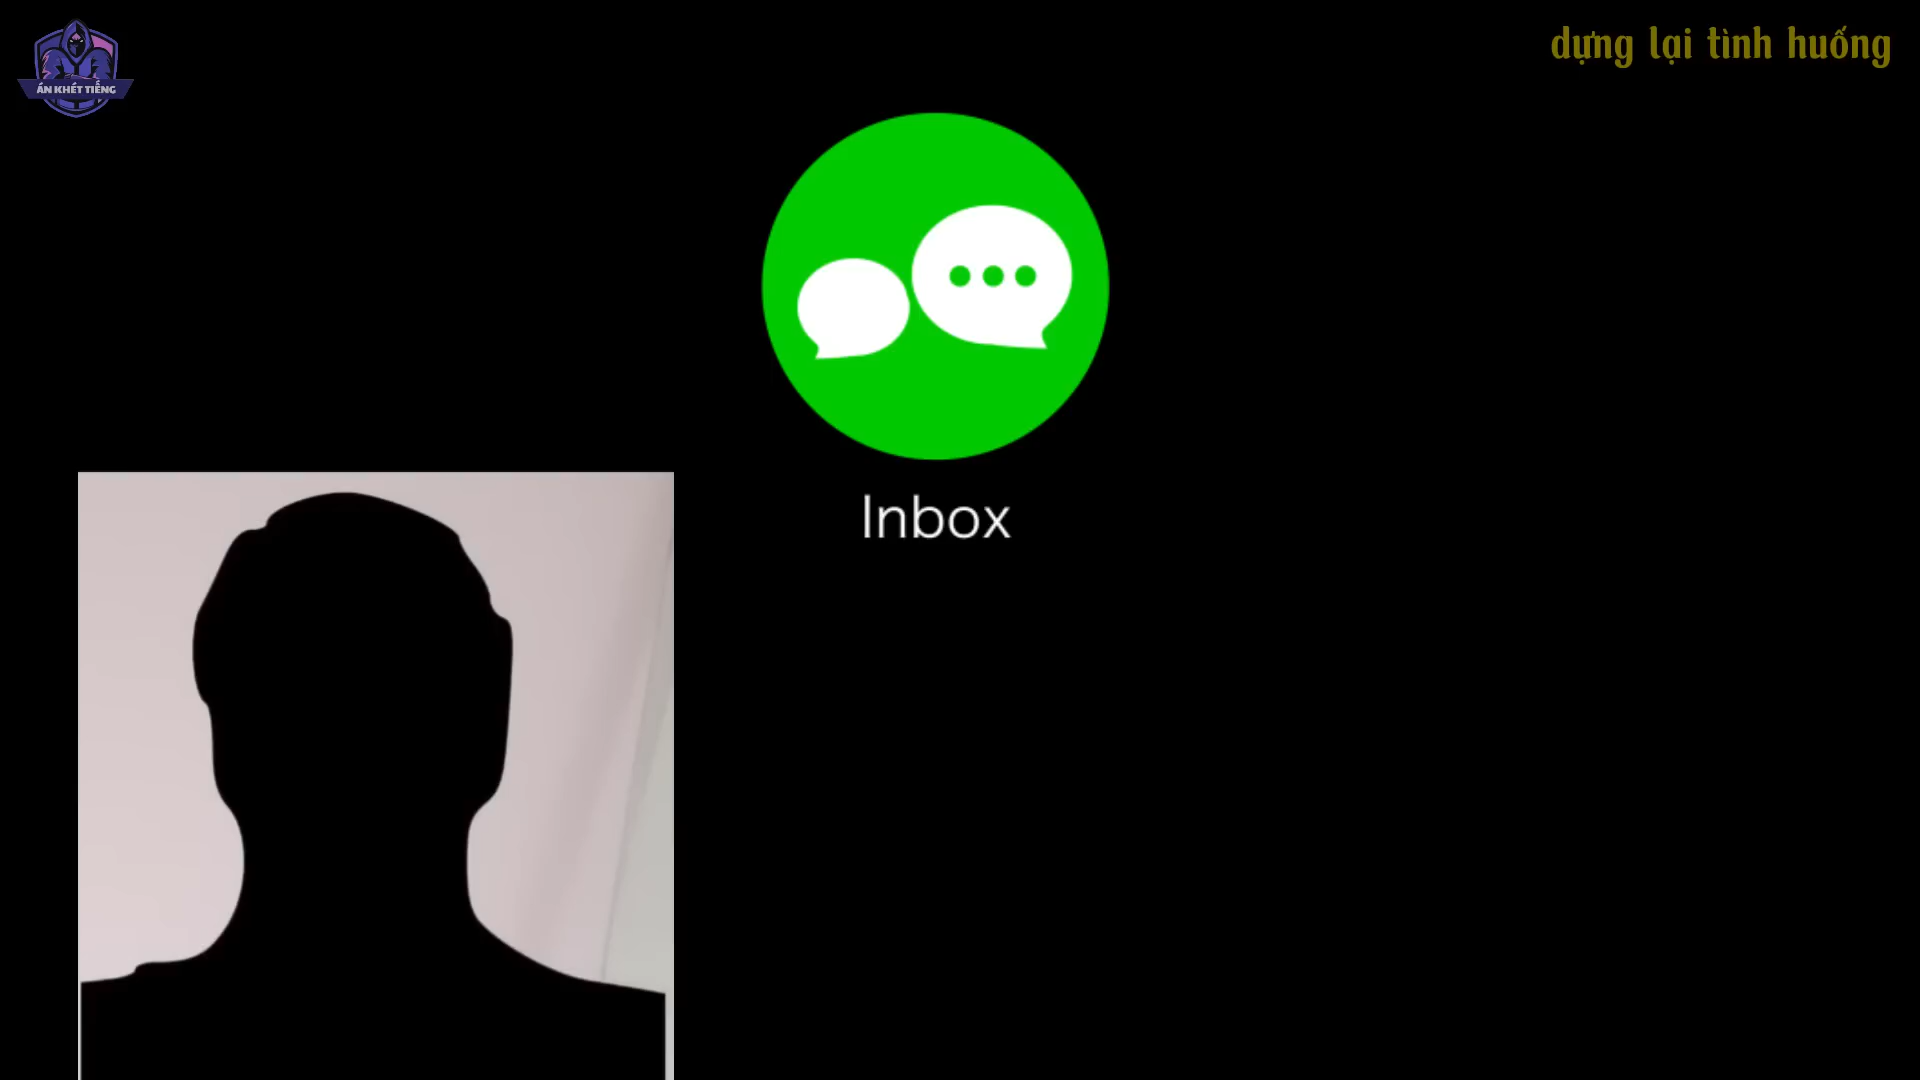 ÁN KHÉT TIẾNG
dựng lại tình huống
Inbox